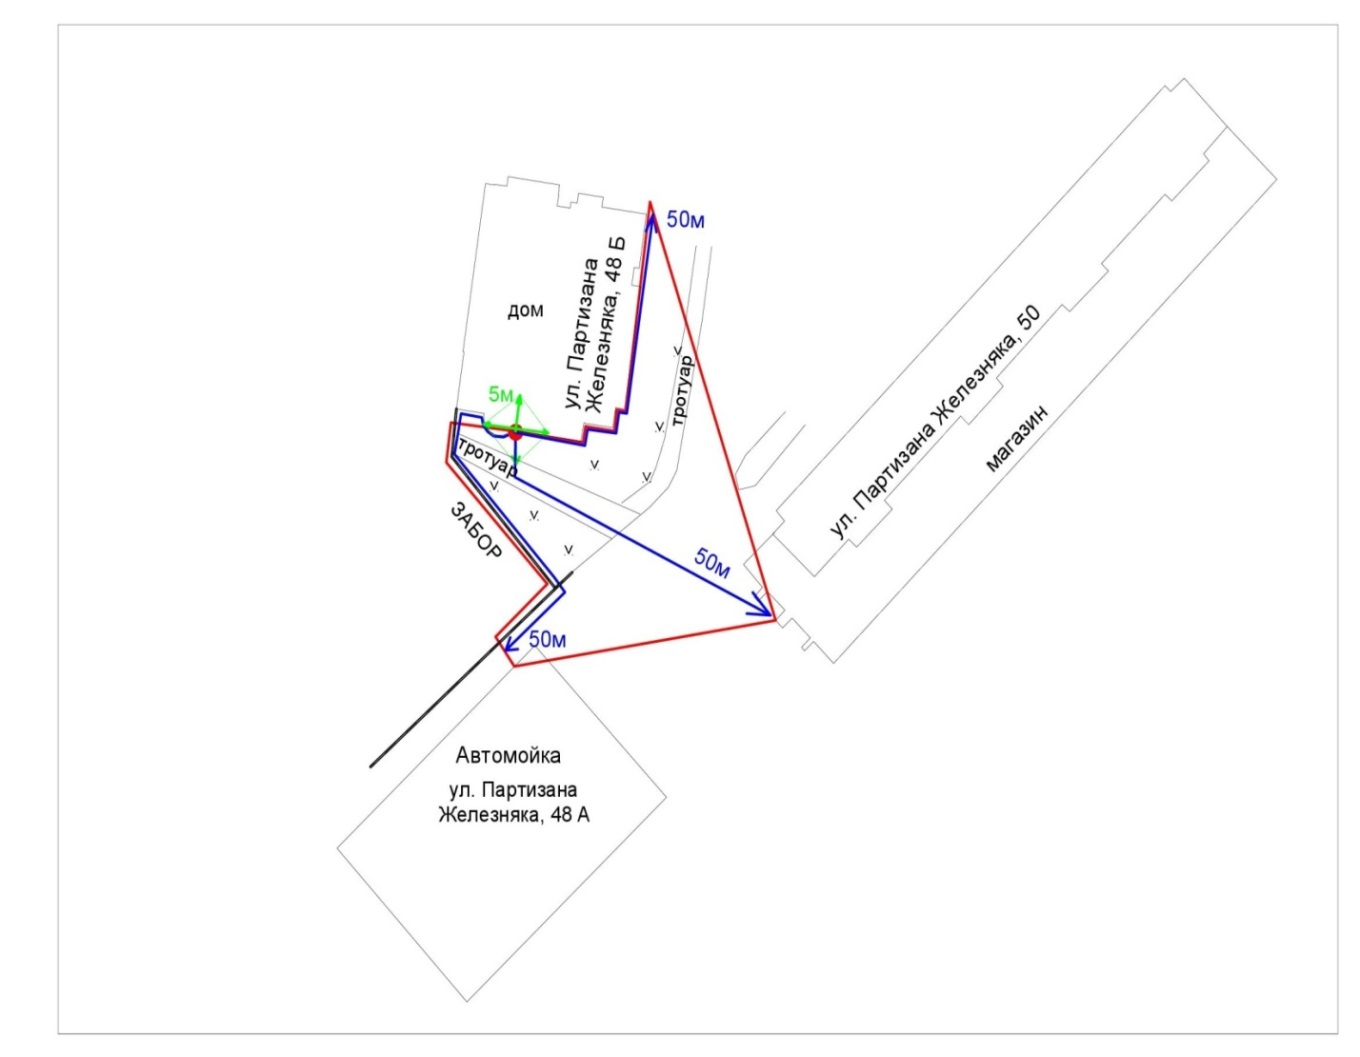 50м
дом
ул. Партизана
Железняка, 48 Б
5м
тротуар
тротуар
ул. Партизана Железняка, 50
магазин
ЗАБОР
50м
50м
Автомойка
ул. Партизана
Железняка, 48 А